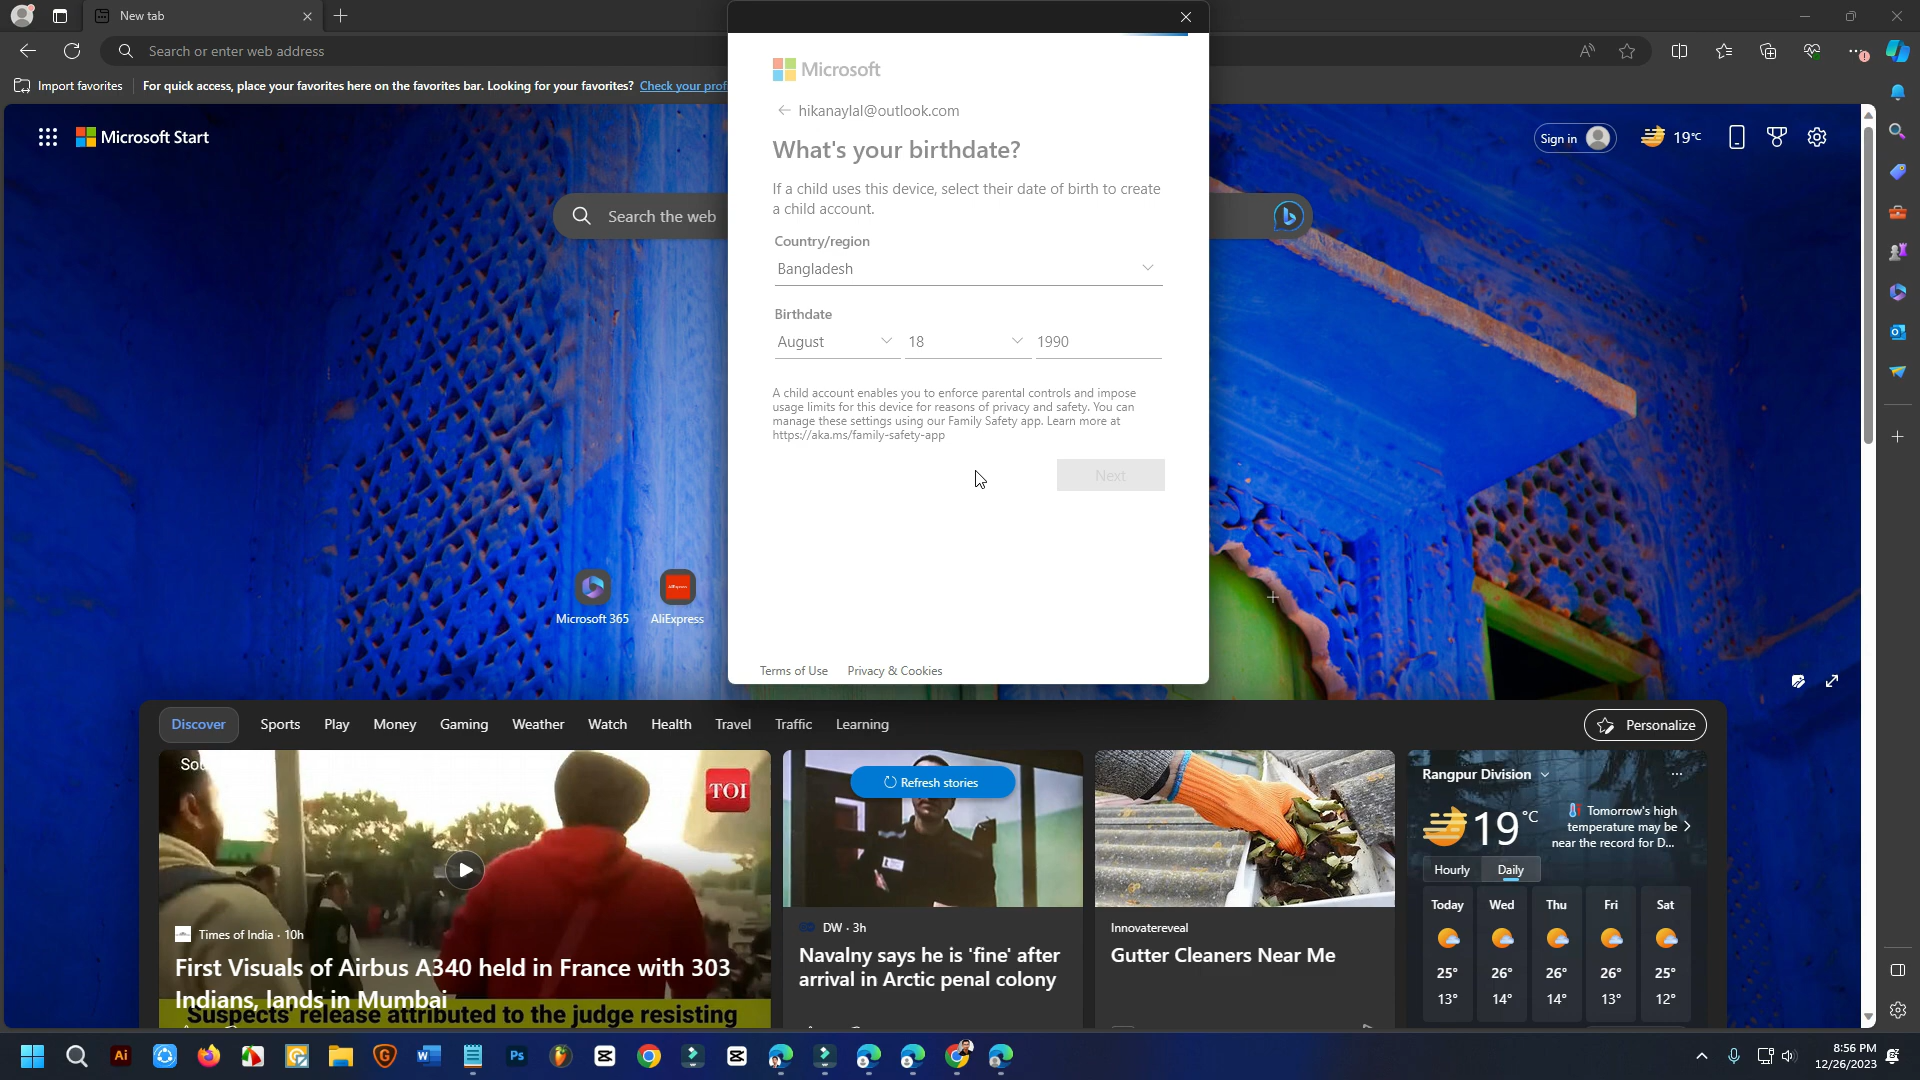 New tab
Search or enter web address
Import favorites
For quick access, place your favorites here on the favorites bar. Looking for your favorites? Check your prof
Microsoft Start
Sign in
19°C
Search the web
Microsoft
hikanaylal@outlook.com
What's your birthdate?
If a child uses this device, select their date of birth to create
a child account.
Country/region
Bangladesh
Birthdate
August
18
1990
A child account enables you to enforce parental controls and impose
usage limits for this device for reasons of privacy and safety. You can
manage these settings using our Family Safety app. Learn more at
https://aka.ms/family-safety-app
Next
Terms of Use
Privacy & Cookies
Microsoft 365
AliExpress
Discover
Sports
Play
Money
Gaming
Weather
Watch
Health
Travel
Traffic
Learning
Personalize
Sou
TOI
Times of India · 10h
First Visuals of Airbus A340 held in France with 303
Indians, lands in Mumbai
Suspects' release attributed to the judge resisting
Refresh stories
DW · 3h
Navalny says he is 'fine' after
arrival in Arctic penal colony
Innovatereveal
Gutter Cleaners Near Me
Rangpur Division
19°C
Tomorrow's high
temperature may be
near the record for D...
Hourly
Daily
Today
Wed
Thu
Fri
Sat
25°
26°
26°
26°
25°
13°
14°
14°
13°
12°
Ai
Ps
8:56 PM
12/26/2023